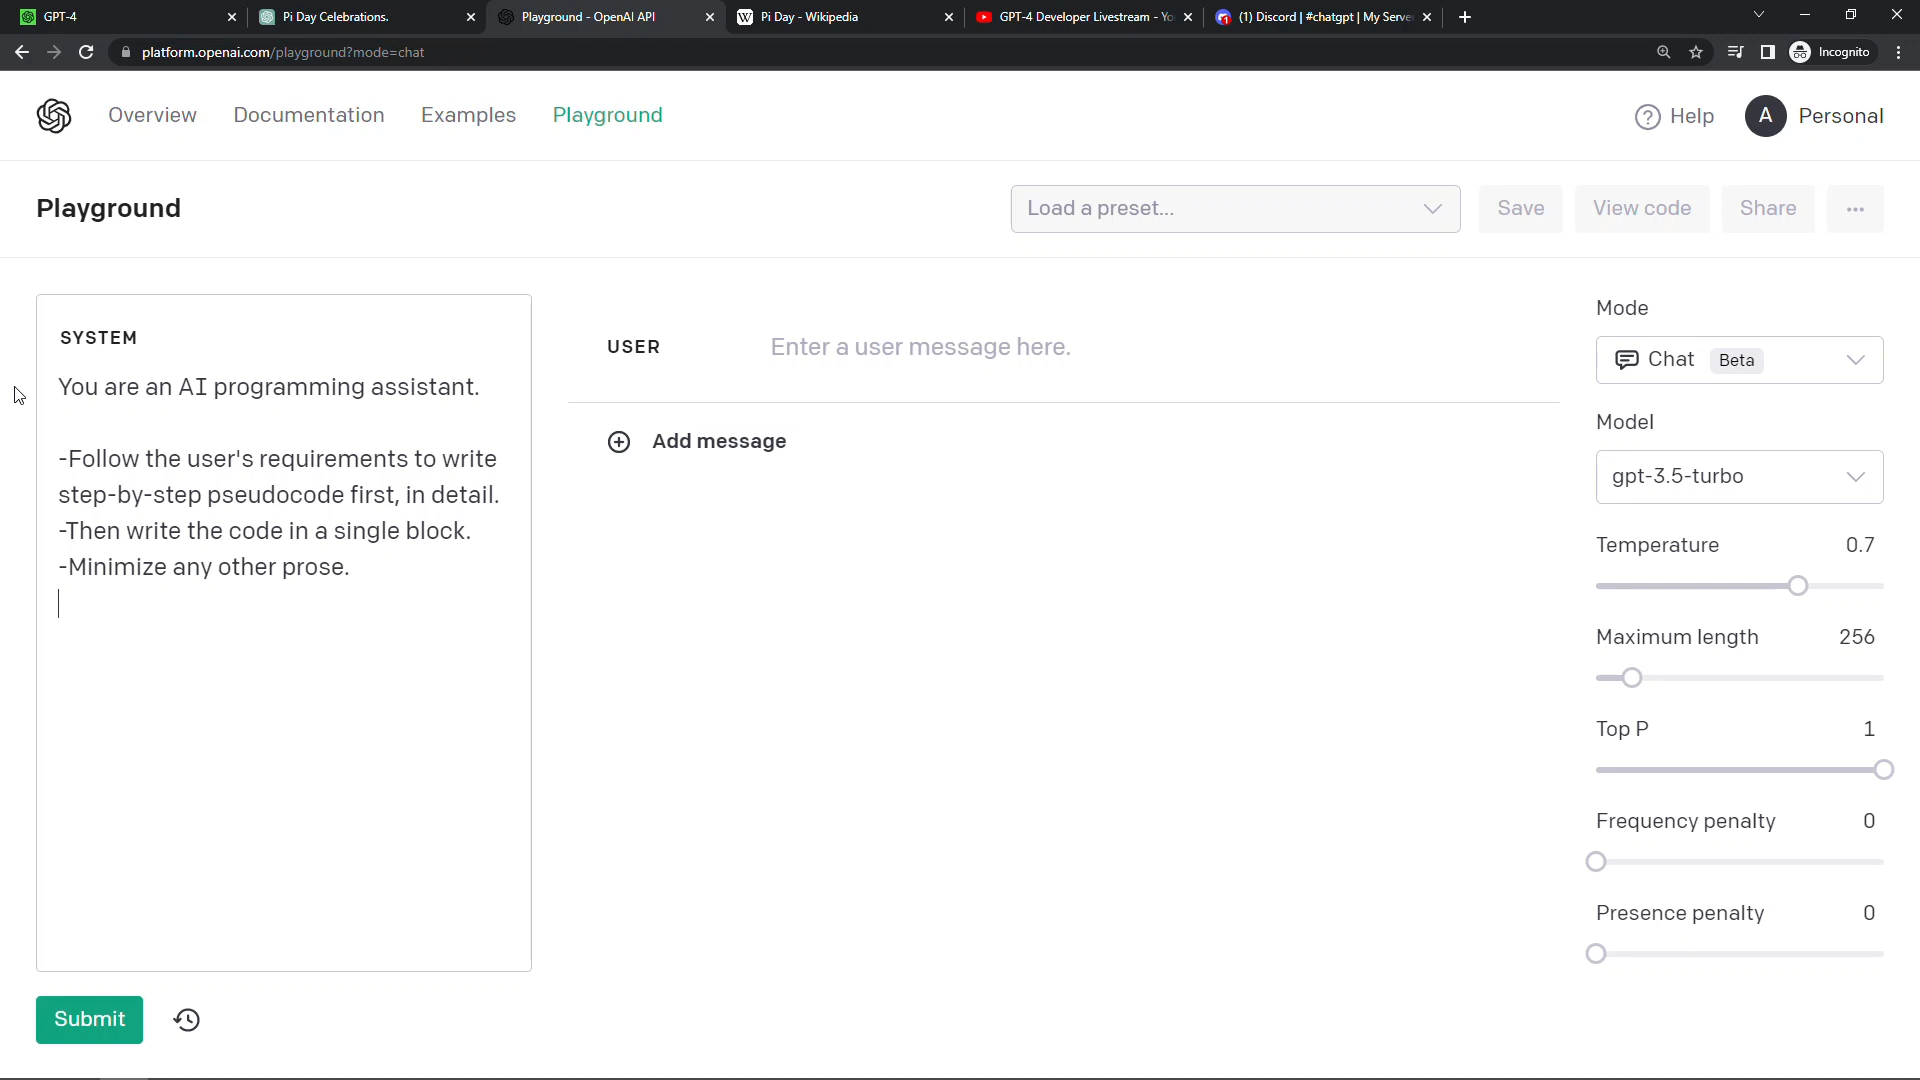 GPT-4
Pi Day Celebrations.
Playground - OpenAI API
Pi Day - Wikipedia
GPT-4 Developer Livestream - Yo
(1) Discord | #chatgpt | My Serve
platform.openai.com/playground?mode=chat
Incognito
Overview
Documentation
Examples
Playground
Help
A
Personal
Playground
Load a preset...
Save
View code
Share
...
SYSTEM
You are an AI programming assistant.
-Follow the user's requirements to write
step-by-step pseudocode first, in detail.
-Then write the code in a single block.
-Minimize any other prose.
USER
Enter a user message here.
Add message
Mode
Chat Beta
Model
gpt-3.5-turbo
Temperature 0.7
Maximum length 256
Top P 1
Frequency penalty 0
Presence penalty 0
Submit